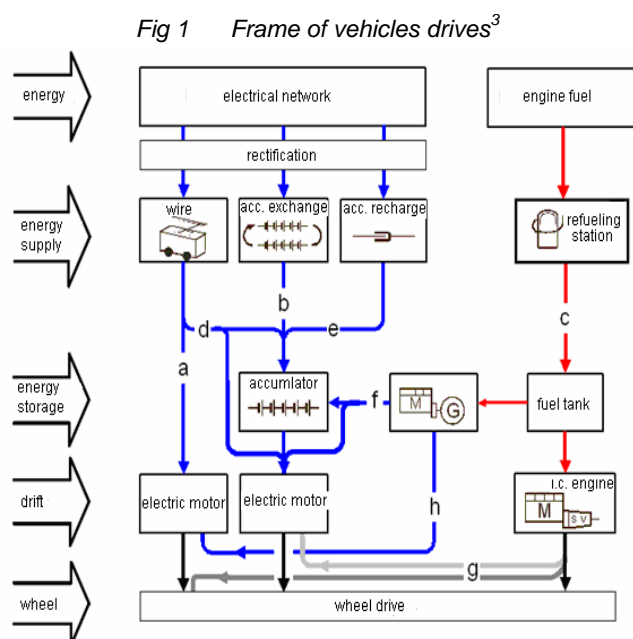 Fig 1 Frame of vehicles drives3
energy
electrical network
engine fuel
rectification
energy
supply
wire
acc. exchange
acc. recharge
refueling
station
b
c
d
e
a
energy
storage
accumlator
f
M
G
fuel tank
drift
electric motor
electric motor
h
i.c. engine
M
S V
g
wheel
wheel drive